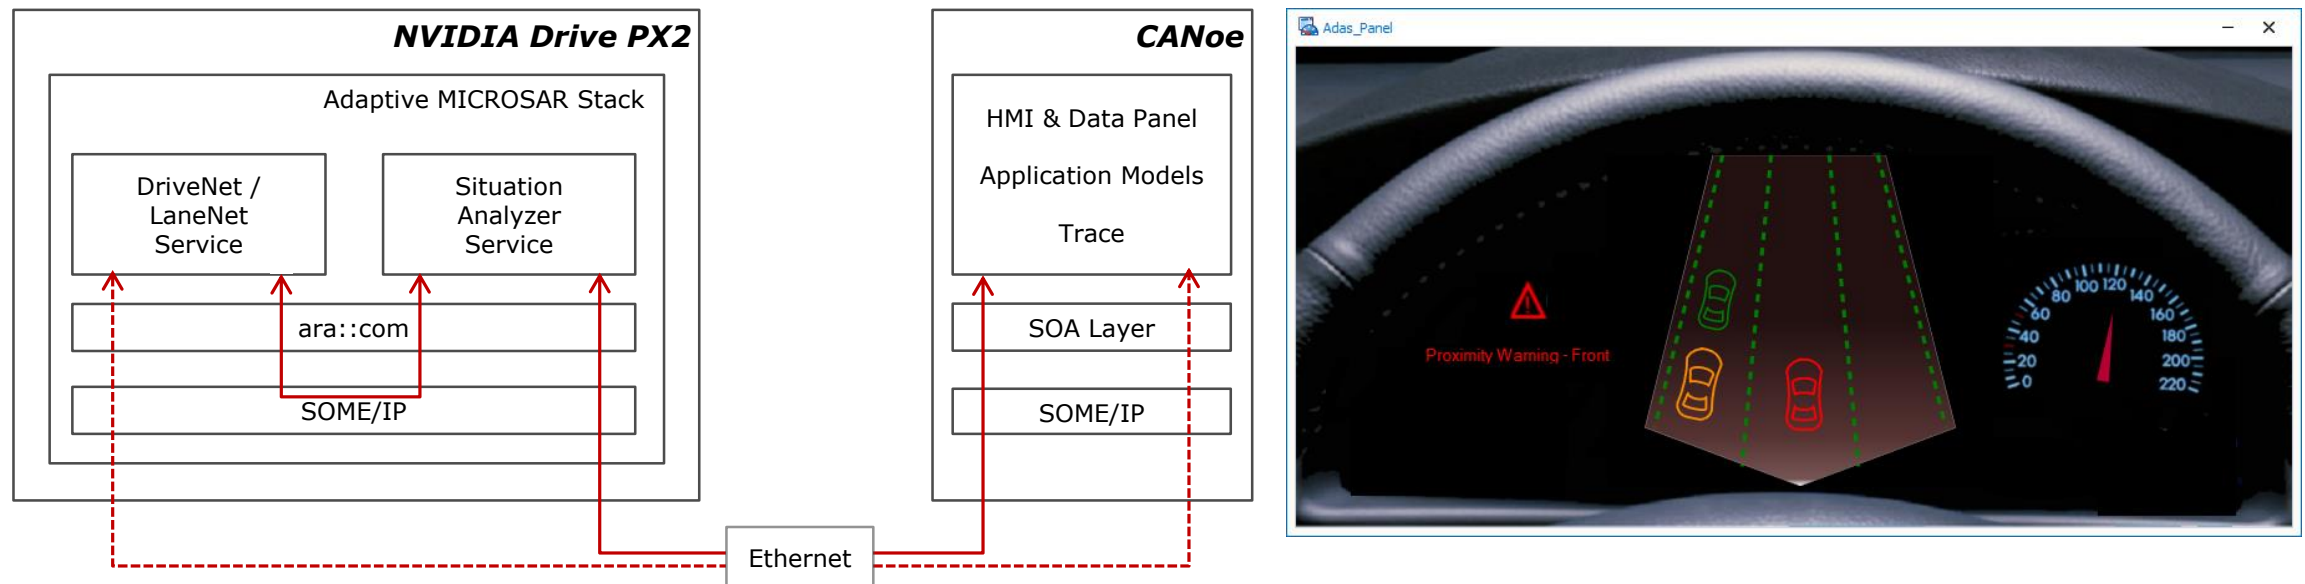 NVIDIA Drive PX2
Adaptive MICROSAR Stack
DriveNet /
LaneNet
Service
Situation
Analyzer
Service
ara::com
SOME/IP
Ethernet
CANoe
HMI & Data Panel
Application Models
Trace
SOA Layer
SOME/IP
Adas_Panel
Proximity Warning - Front
0
20
40
60
80
100
120
140
160
180
200
220